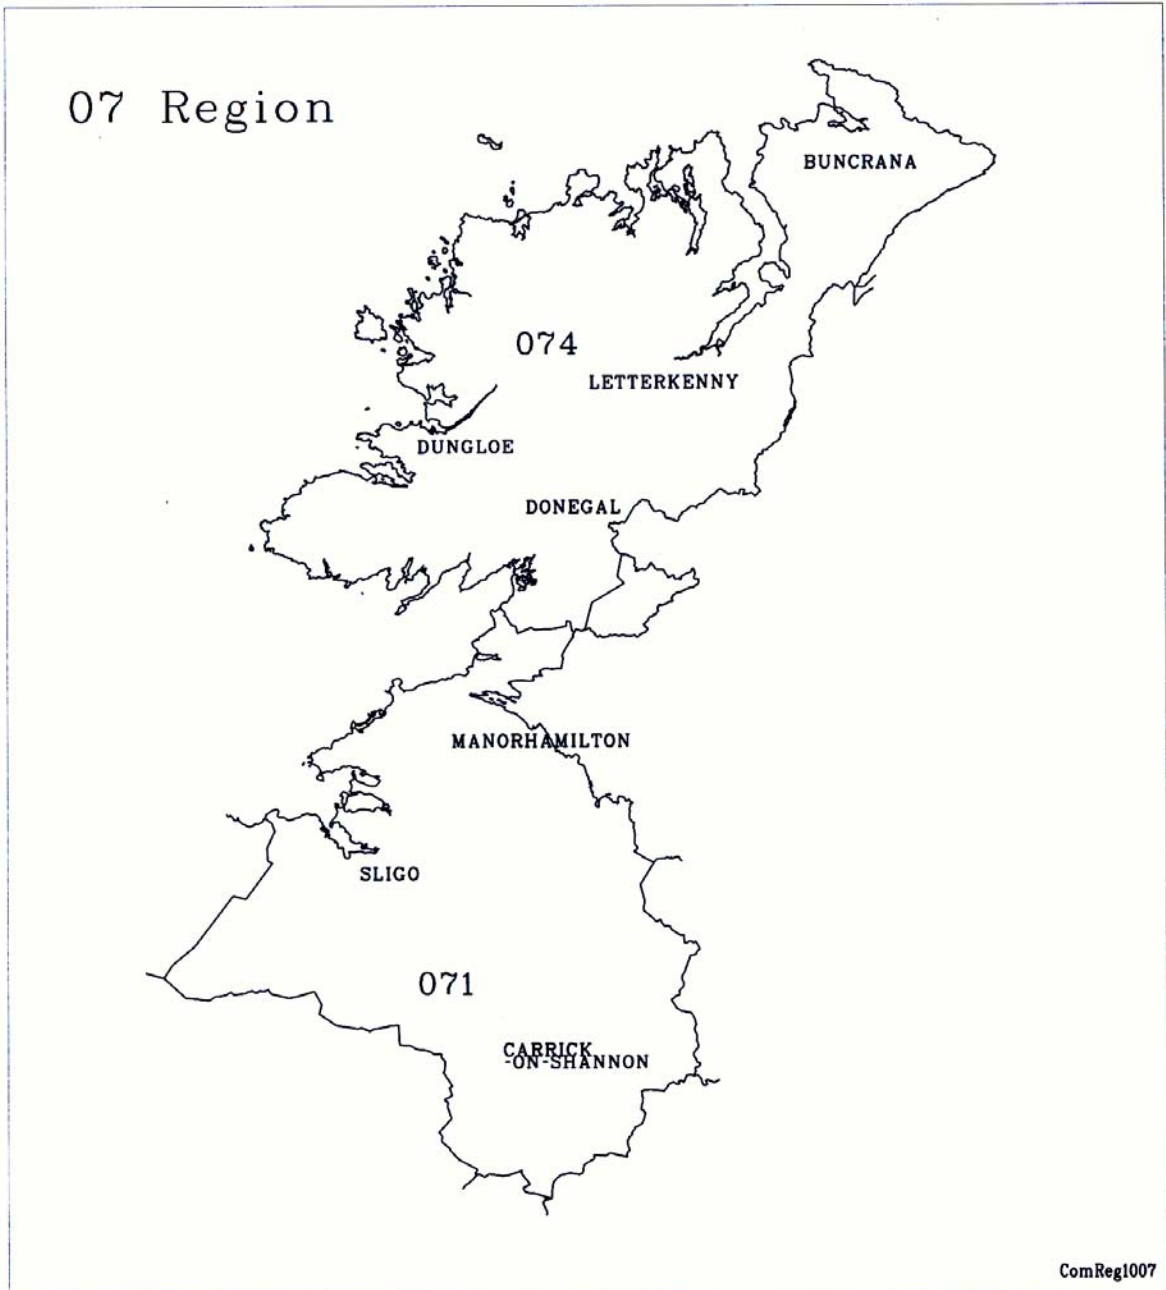 07 Region
BUNCRANA
074
LETTERKENNY
DUNGLOE
DONEGAL
MANORHAMILTON
SLIGO
071
CARRICK
-ON-SHANNON
ComReg1007